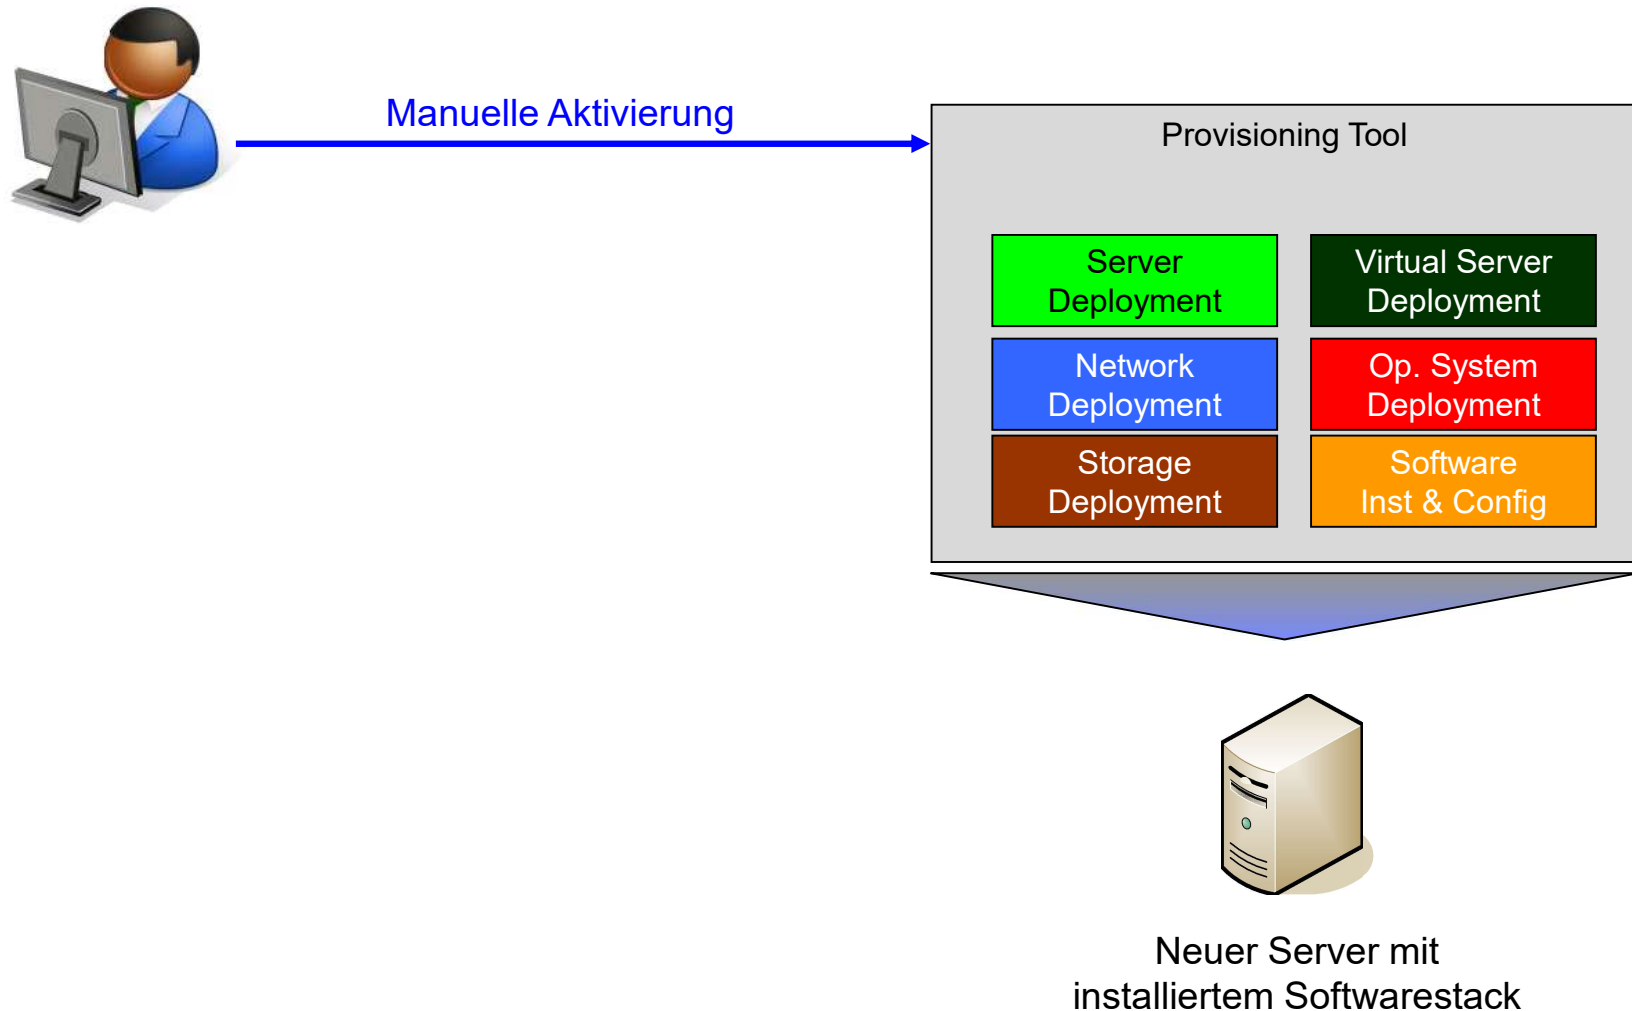 Manuelle Aktivierung
Provisioning Tool
Server
Deployment
Virtual Server
Deployment
Network
Deployment
Op. System
Deployment
Storage
Deployment
Software
Inst & Config
Neuer Server mit
installiertem Softwarestack